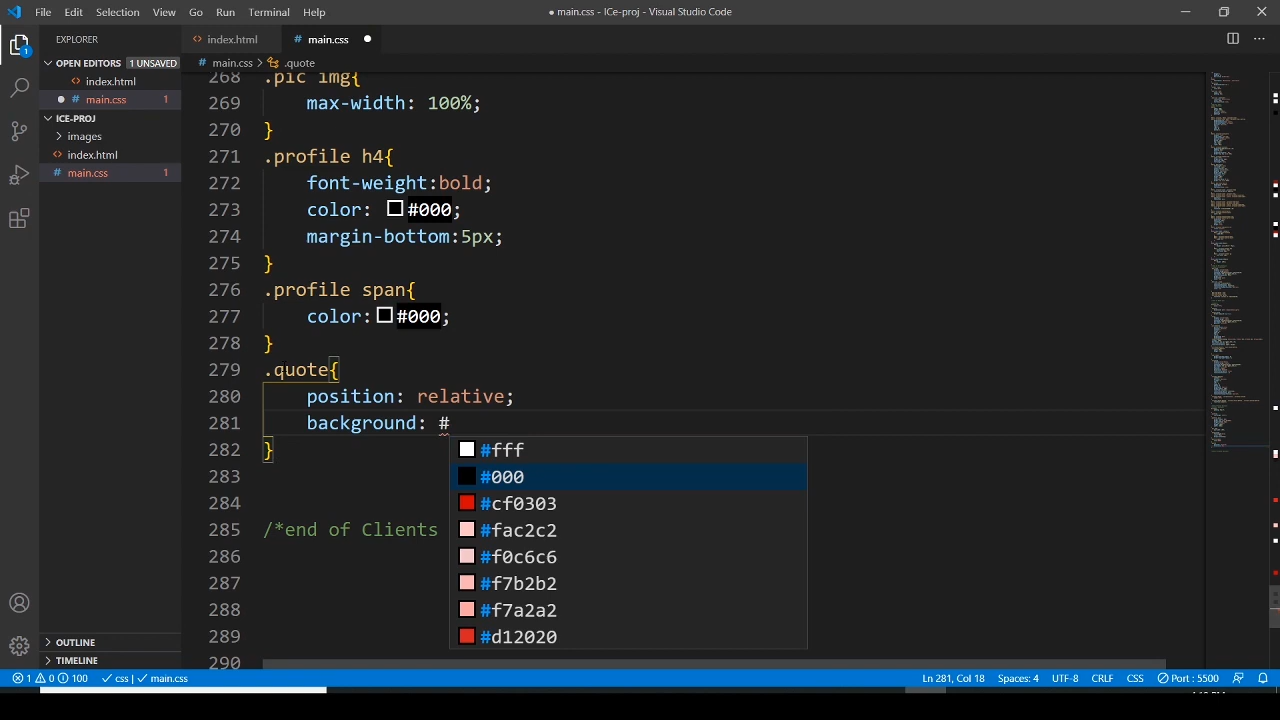 File Edit Selection View Go Run Terminal Help
● main.css - ICe-proj - Visual Studio Code
EXPLORER
index.html
main.css
OPEN EDITORS 1 UNSAVED
main.css > .quote
index.html
main.css 1
ICE-PROJ
images
index.html
main.css 1
OUTLINE
TIMELINE
268 .pic img{
269 max-width: 100%;
270 }
271 .profile h4{
272 font-weight:bold;
273 color: #000;
274 margin-bottom:5px;
275 }
276 .profile span{
277 color: #000;
278 }
279 .quote{
280 position: relative;
281 background: #
282 }
283
284
285 /*end of Clients
286
287
288
289
290
#fff
#000
#cf0303
#fac2c2
#f0c6c6
#f7b2b2
#f7a2a2
#d12020
1 0 100 css | main.css Ln 281, Col 18 Spaces: 4 UTF-8 CRLF CSS Port : 5500